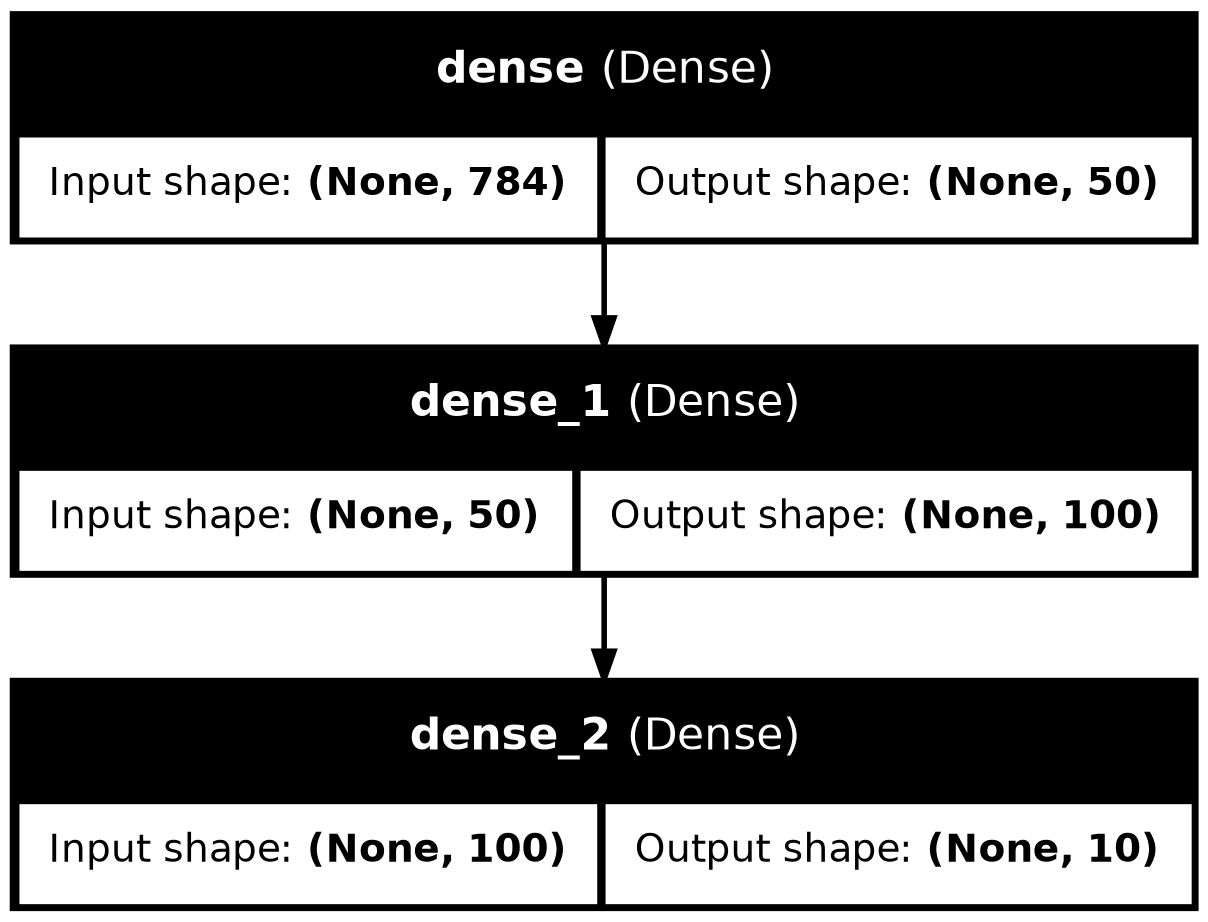 dense (Dense)
Input shape: (None, 784) Output shape: (None, 50)
dense_1 (Dense)
Input shape: (None, 50) Output shape: (None, 100)
dense_2 (Dense)
Input shape: (None, 100) Output shape: (None, 10)